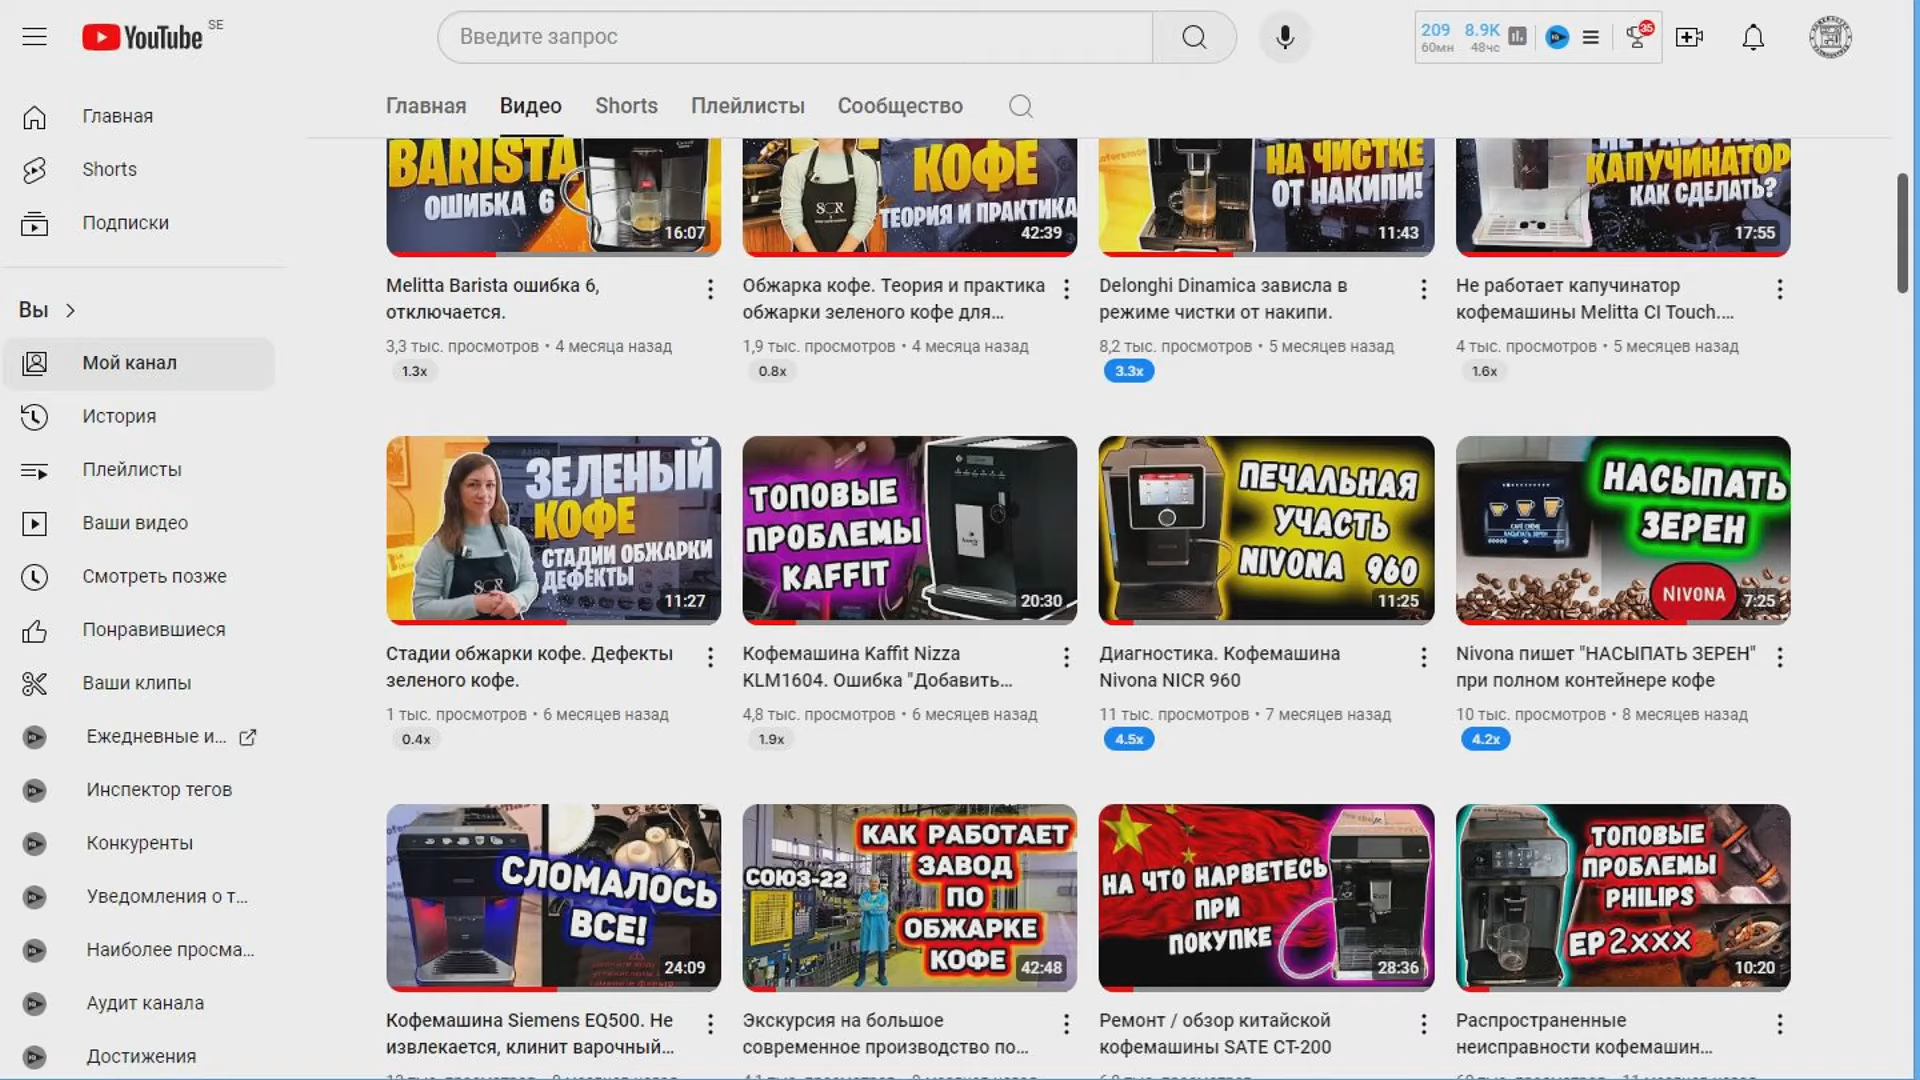 YouTube SE
Введите запрос
209 8.9K
60мн 48чс
35
Главная
Shorts
Подписки
Вы
Мой канал
История
Плейлисты
Ваши видео
Смотреть позже
Понравившиеся
Ваши клипы
Ежедневные и...
Инспектор тегов
Конкуренты
Уведомления о т...
Наиболее просма...
Аудит канала
Достижения
Главная Видео Shorts Плейлисты Сообщество
BARISTA
ОШИБКА 6
16:07
КОФЕ
ТЕОРИЯ И ПРАКТИКА
42:39
НА ЧИСТКЕ
ОТ НАКИПИ!
11:43
НЕ РАБОТАЕТ
КАПУЧИНАТОР
КАК СДЕЛАТЬ?
17:55
Melitta Barista ошибка 6,
отключается.
3,3 тыс. просмотров • 4 месяца назад
1.3x
Обжарка кофе. Теория и практика
обжарки зеленого кофе для...
1,9 тыс. просмотров • 4 месяца назад
0.8x
Delonghi Dinamica зависла в
режиме чистки от накипи.
8,2 тыс. просмотров • 5 месяцев назад
3.3x
Не работает капучинатор
кофемашины Melitta CI Touch....
4 тыс. просмотров • 5 месяцев назад
1.6x
ЗЕЛЕНЫЙ
КОФЕ
СТАДИИ ОБЖАРКИ
ДЕФЕКТЫ
11:27
ТОПОВЫЕ
ПРОБЛЕМЫ
KAFFIT
20:30
ПЕЧАЛЬНАЯ
УЧАСТЬ
NIVONA 960
11:25
НАСЫПАТЬ
ЗЕРЕН
NIVONA
7:25
Стадии обжарки кофе. Дефекты
зеленого кофе.
1 тыс. просмотров • 6 месяцев назад
0.4x
Кофемашина Kaffit Nizza
KLM1604. Ошибка "Добавить...
4,8 тыс. просмотров • 6 месяцев назад
1.9x
Диагностика. Кофемашина
Nivona NICR 960
11 тыс. просмотров • 7 месяцев назад
4.5x
Nivona пишет "НАСЫПАТЬ ЗЕРЕН"
при полном контейнере кофе
10 тыс. просмотров • 8 месяцев назад
4.2x
СЛОМАЛОСЬ
ВСЕ!
24:09
СОЮЗ-22
КАК РАБОТАЕТ
ЗАВОД
ПО
ОБЖАРКЕ
КОФЕ
42:48
НА ЧТО НАРВЕТЕСЬ
ПРИ
ПОКУПКЕ
28:36
ТОПОВЫЕ
ПРОБЛЕМЫ
PHILIPS
EP2xxx
10:20
Кофемашина Siemens EQ500. Не
извлекается, клинит варочный...
Экскурсия на большое
современное производство по...
Ремонт / обзор китайской
кофемашины SATE CT-200
Распространенные
неисправности кофемашин...